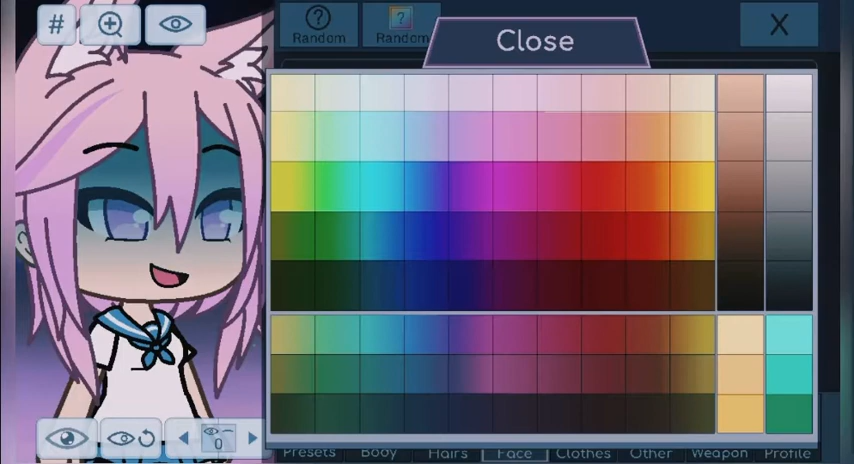 #
?
Random
?
Random
Close
X
0
Presets
Body
Hairs
Face
Clothes
Other
Weapon
Profile